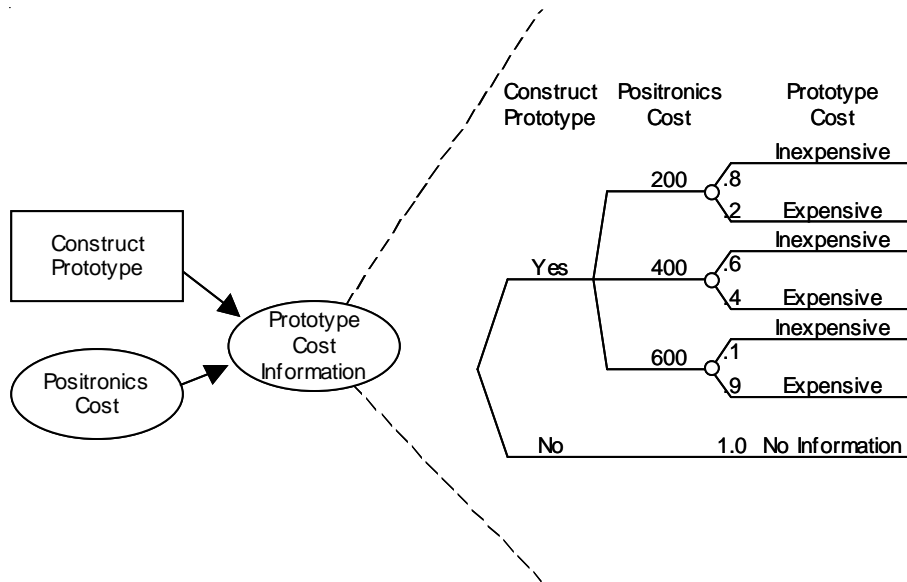 Construct
Prototype
Positronics
Cost
Prototype
Cost
Information
Construct
Prototype
Positronics
Cost
Prototype
Cost
Inexpensive
200
.8
.2
Expensive
Inexpensive
Yes
400
.6
.4
Expensive
Inexpensive
600
.1
.9
Expensive
No
1.0
No Information